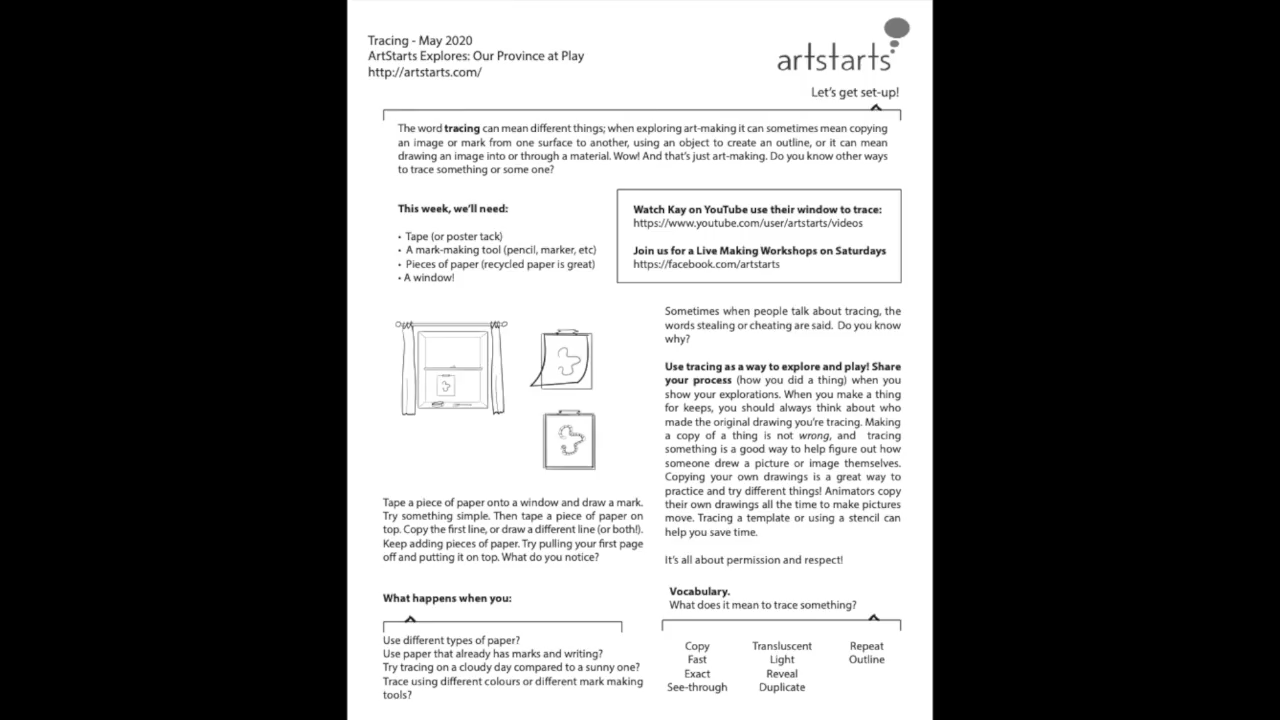 Tracing - May 2020
ArtStarts Explores: Our Province at Play
http://artstarts.com/
artstarts
Let's get set-up!
The word tracing can mean different things; when exploring art-making it can sometimes mean copying
an image or mark from one surface to another, using an object to create an outline, or it can mean
drawing an image into or through a material. Wow! And that's just art-making. Do you know other ways
to trace something or some one?
This week, we'll need:
• Tape (or poster tack)
• A mark-making tool (pencil, marker, etc)
• Pieces of paper (recycled paper is great)
• A window!
Watch Kay on YouTube use their window to trace:
https://www.youtube.com/user/artstarts/videos
Join us for a Live Making Workshops on Saturdays
https://facebook.com/artstarts
Sometimes when people talk about tracing, the
words stealing or cheating are said. Do you know
why?
Use tracing as a way to explore and play! Share
your process (how you did a thing) when you
show your explorations. When you make a thing
for keeps, you should always think about who
made the original drawing you're tracing. Making
a copy of a thing is not wrong, and tracing
something is a good way to help figure out how
someone drew a picture or image themselves.
Copying your own drawings is a great way to
practice and try different things! Animators copy
their own drawings all the time to make pictures
move. Tracing a template or using a stencil can
help you save time.
It's all about permission and respect!
Tape a piece of paper onto a window and draw a mark.
Try something simple. Then tape a piece of paper on
top. Copy the first line, or draw a different line (or both!).
Keep adding pieces of paper. Try pulling your first page
off and putting it on top. What do you notice?
What happens when you:
Use different types of paper?
Use paper that already has marks and writing?
Try tracing on a cloudy day compared to a sunny one?
Trace using different colours or different mark making
tools?
Vocabulary.
What does it mean to trace something?
Copy Transluscent Repeat
Fast Light Outline
Exact Reveal
See-through Duplicate